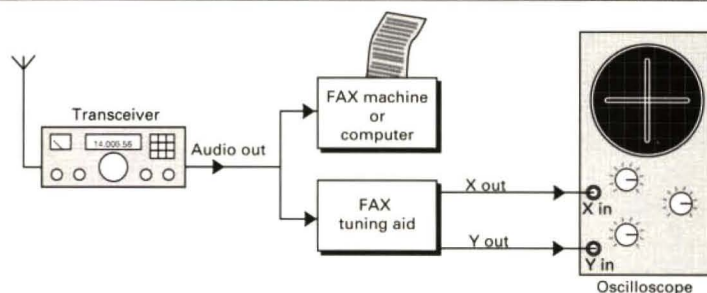 Transceiver
14.000.56
Audio out
FAX machine
or
computer
FAX
tuning aid
X out
Y out
X in
Y in
Oscilloscope